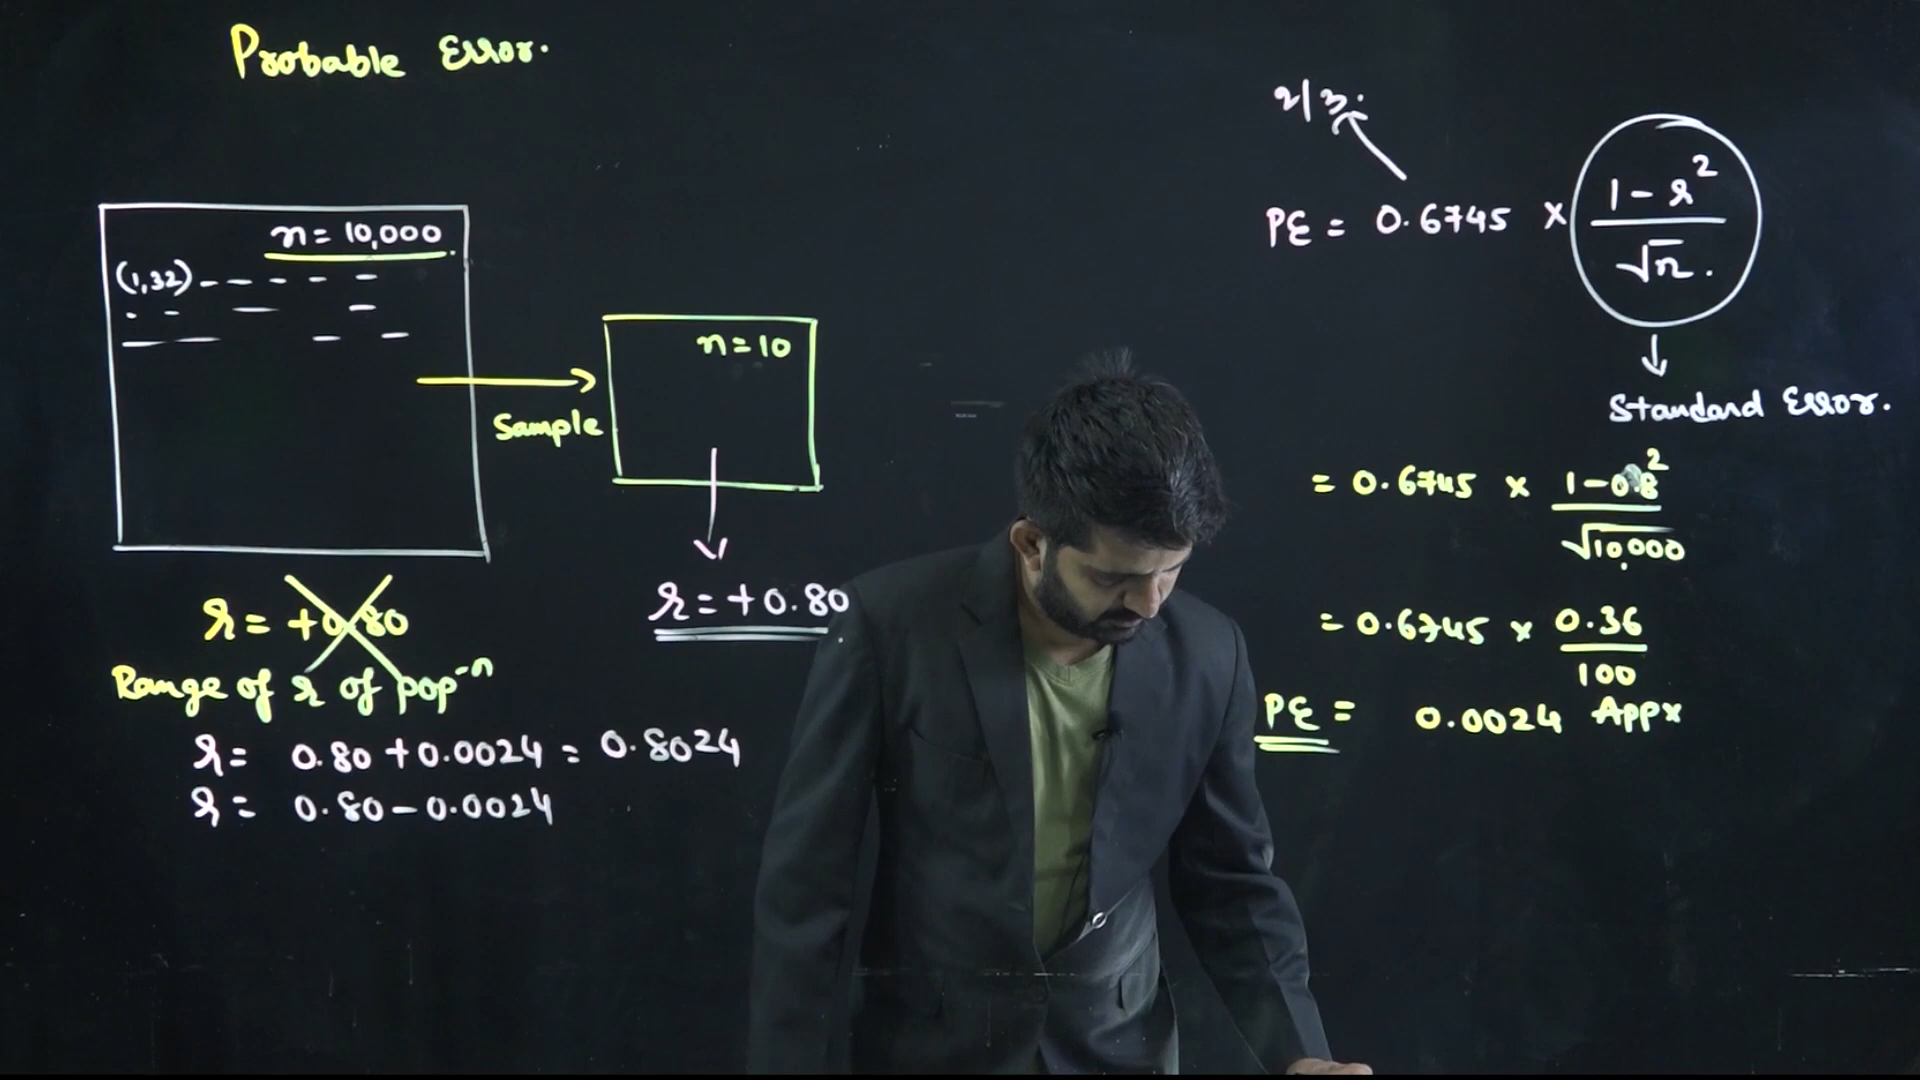 Probable Error.
n = 10,000
(1,32)
n = 10
Sample
r = +0.80
r = +0.80
Range of r of pop⁻ⁿ
r = 0.80 + 0.0024 = 0.8024
r = 0.80 - 0.0024
2/3.
PE = 0.6745 × (1 - r²)/√n.
Standard Error.
= 0.6745 × (1 - 0.8²)/√10,000
= 0.6745 × 0.36/100
PE = 0.0024 Appx